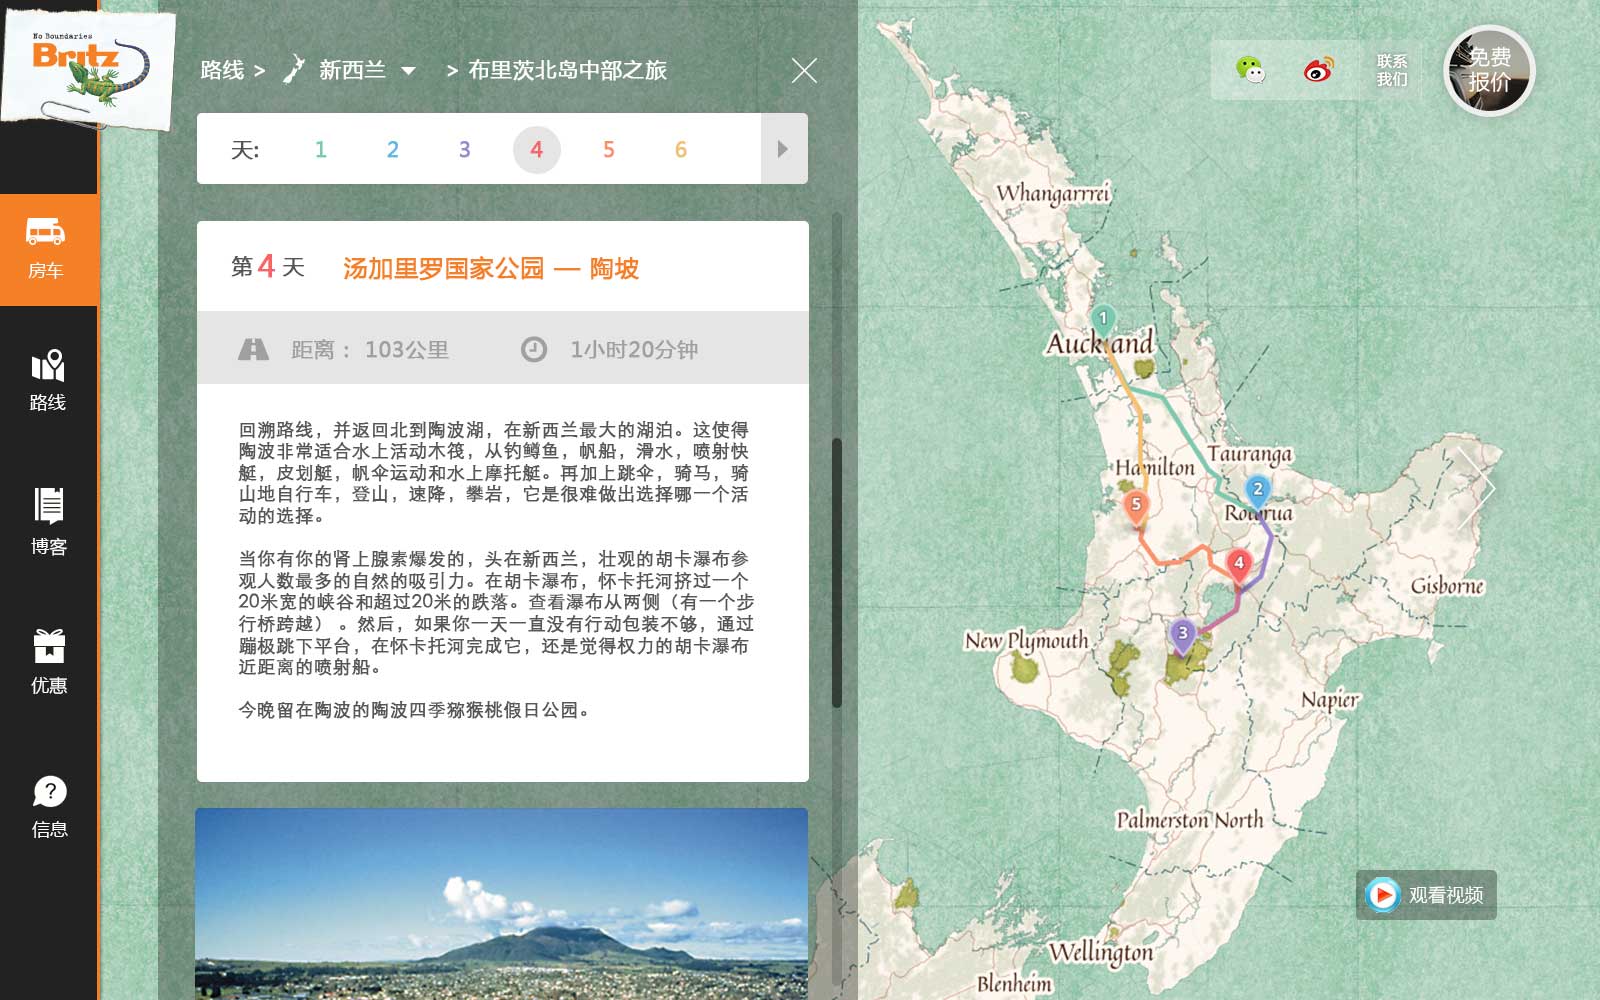 No Boundaries
Britz
路线 > 新西兰 > 布里茨北岛中部之旅
联系
我们
免费
报价
天: 1 2 3 4 5 6
房车
路线
博客
优惠
信息
第4天 汤加里罗国家公园 — 陶坡
距离： 103公里 1小时20分钟
回溯路线，并返回北到陶波湖，在新西兰最大的湖泊。这使得
陶波非常适合水上活动木筏，从钓鳟鱼，帆船，滑水，喷射快
艇，皮划艇，帆伞运动和水上摩托艇。再加上跳伞，骑马，骑
山地自行车，登山，速降，攀岩，它是很难做出选择哪一个活
动的选择。
当你有你的肾上腺素爆发的，头在新西兰，壮观的胡卡瀑布参
观人数最多的自然的吸引力。在胡卡瀑布，怀卡托河挤过一个
20米宽的峡谷和超过20米的跌落。查看瀑布从两侧（有一个步
行桥跨越） 。然后，如果你一天一直没有行动包装不够，通过
蹦极跳下平台，在怀卡托河完成它，还是觉得权力的胡卡瀑布
近距离的喷射船。
今晚留在陶波的陶波四季猕猴桃假日公园。
Whangarrrei
1
Auckland
Tauranga
Hamilton
2
5
Rotorua
4
Gisborne
3
New Plymouth
Napier
Palmerston North
观看视频
Wellington
Blenheim